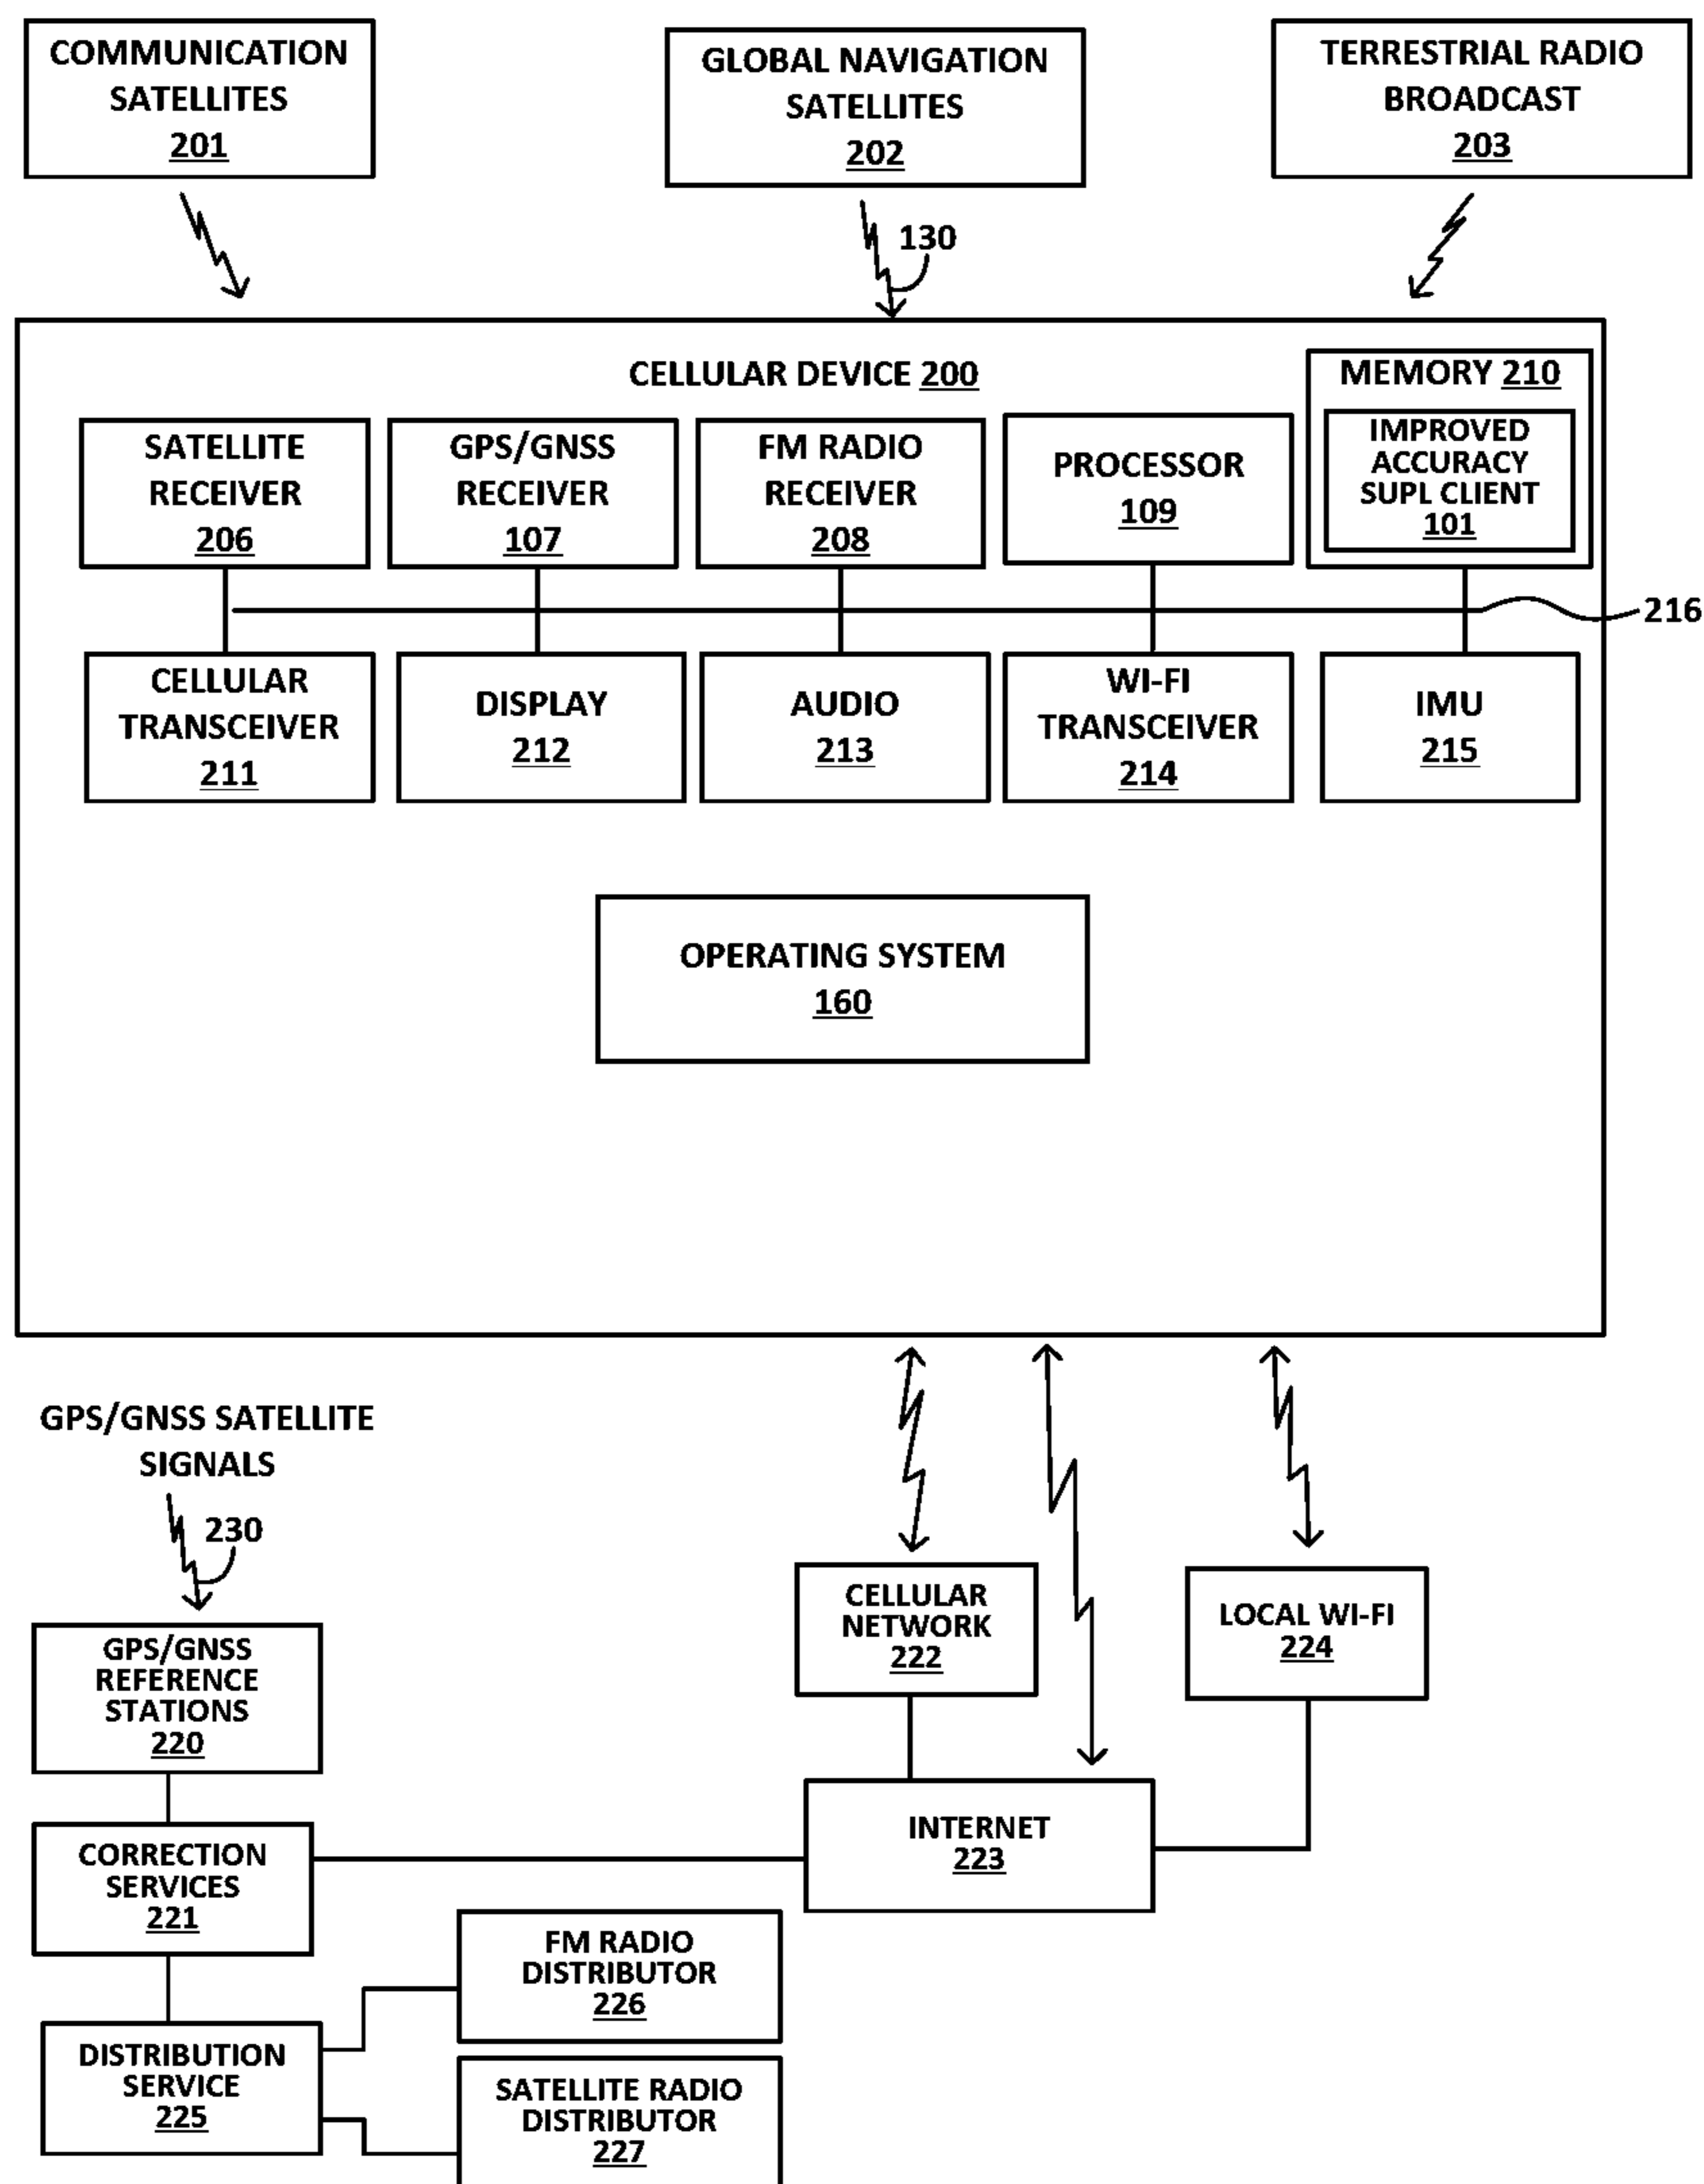 COMMUNICATION
SATELLITES
201
GLOBAL NAVIGATION
SATELLITES
202
TERRESTRIAL RADIO
BROADCAST
203
130
CELLULAR DEVICE 200
MEMORY 210
IMPROVED
ACCURACY
SUPL CLIENT
101
SATELLITE
RECEIVER
206
GPS/GNSS
RECEIVER
107
FM RADIO
RECEIVER
208
PROCESSOR
109
216
CELLULAR
TRANSCEIVER
211
DISPLAY
212
AUDIO
213
WI-FI
TRANSCEIVER
214
IMU
215
OPERATING SYSTEM
160
GPS/GNSS SATELLITE
SIGNALS
230
GPS/GNSS
REFERENCE
STATIONS
220
CELLULAR
NETWORK
222
LOCAL WI-FI
224
CORRECTION
SERVICES
221
INTERNET
223
FM RADIO
DISTRIBUTOR
226
DISTRIBUTION
SERVICE
225
SATELLITE RADIO
DISTRIBUTOR
227